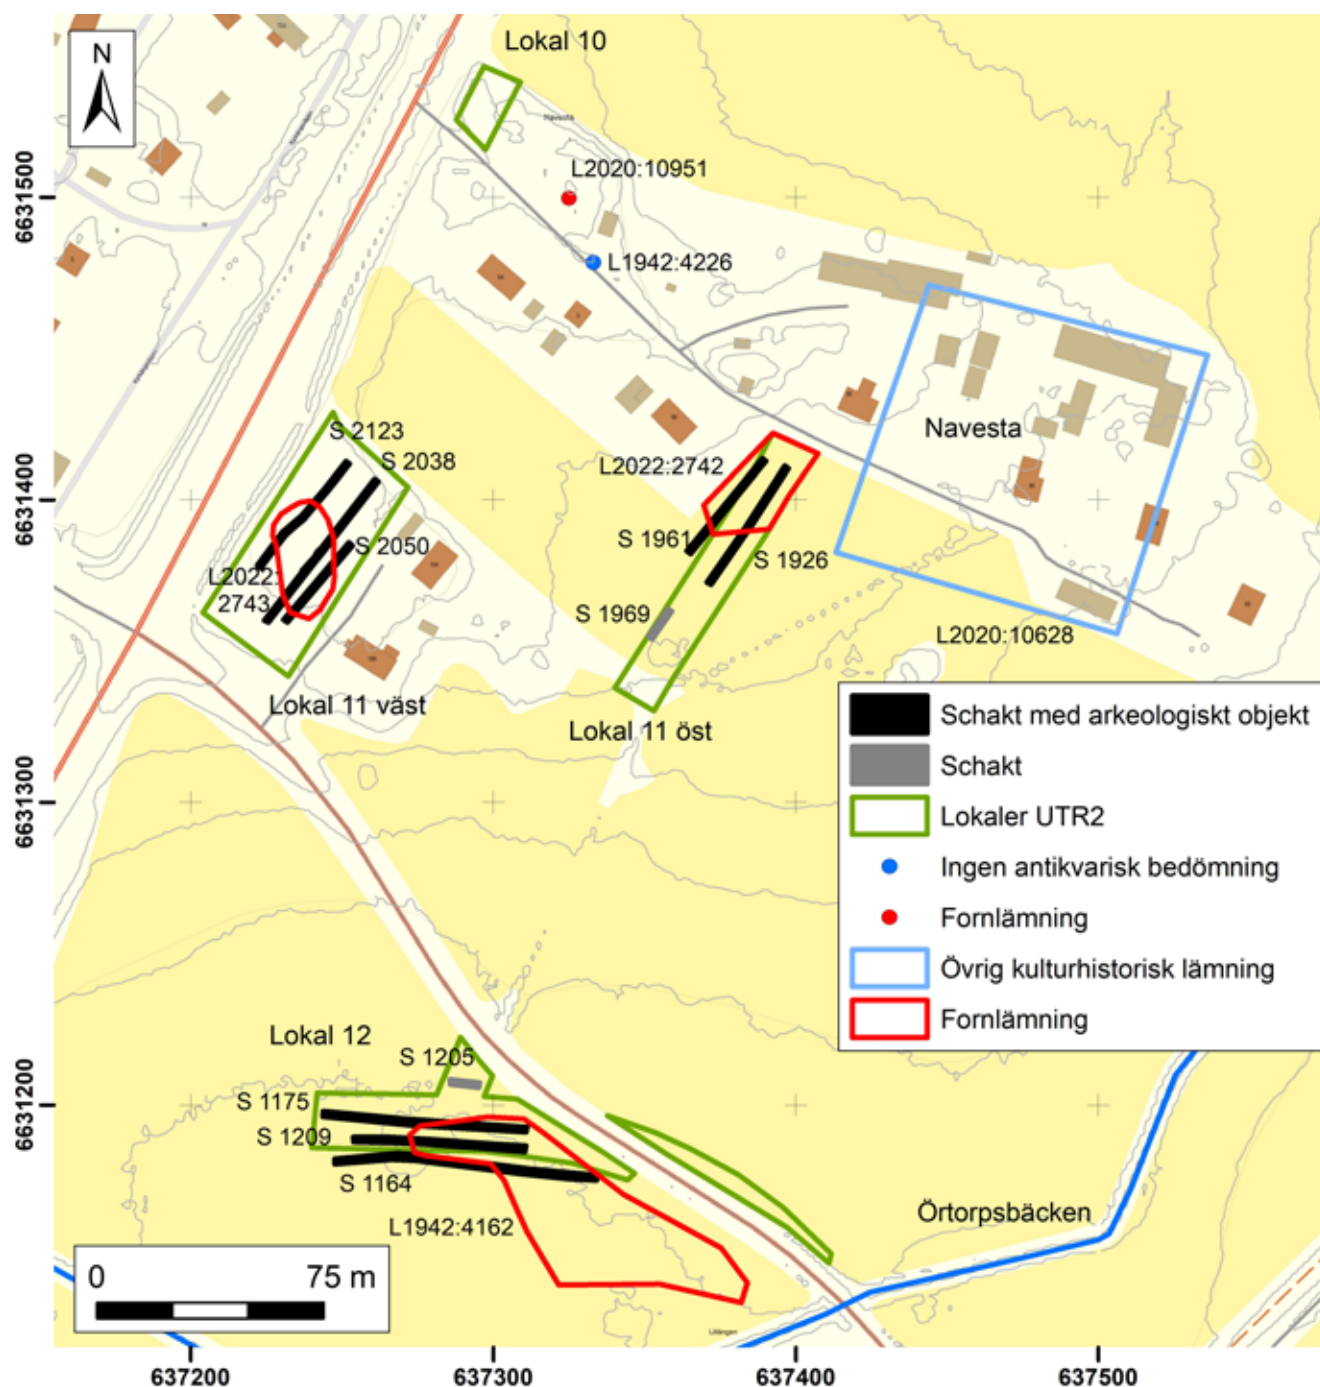 N
Lokal 10
Navesta
L2020:10951
L1942:4226
6631500
S 2123
S 2038
L2022:2742
Navesta
6631400
S 2050
S 1961
S 1926
L2022:
2743
S 1969
L2020:10628
Lokal 11 väst
Lokal 11 öst
6631300
Schakt med arkeologiskt objekt
Schakt
Lokaler UTR2
Ingen antikvarisk bedömning
Fornlämning
Övrig kulturhistorisk lämning
Fornlämning
Lokal 12
S 1205
6631200
S 1175
S 1209
S 1164
L1942:4162
Örtorpsbäcken
0 75 m
637200 637300 637400 637500